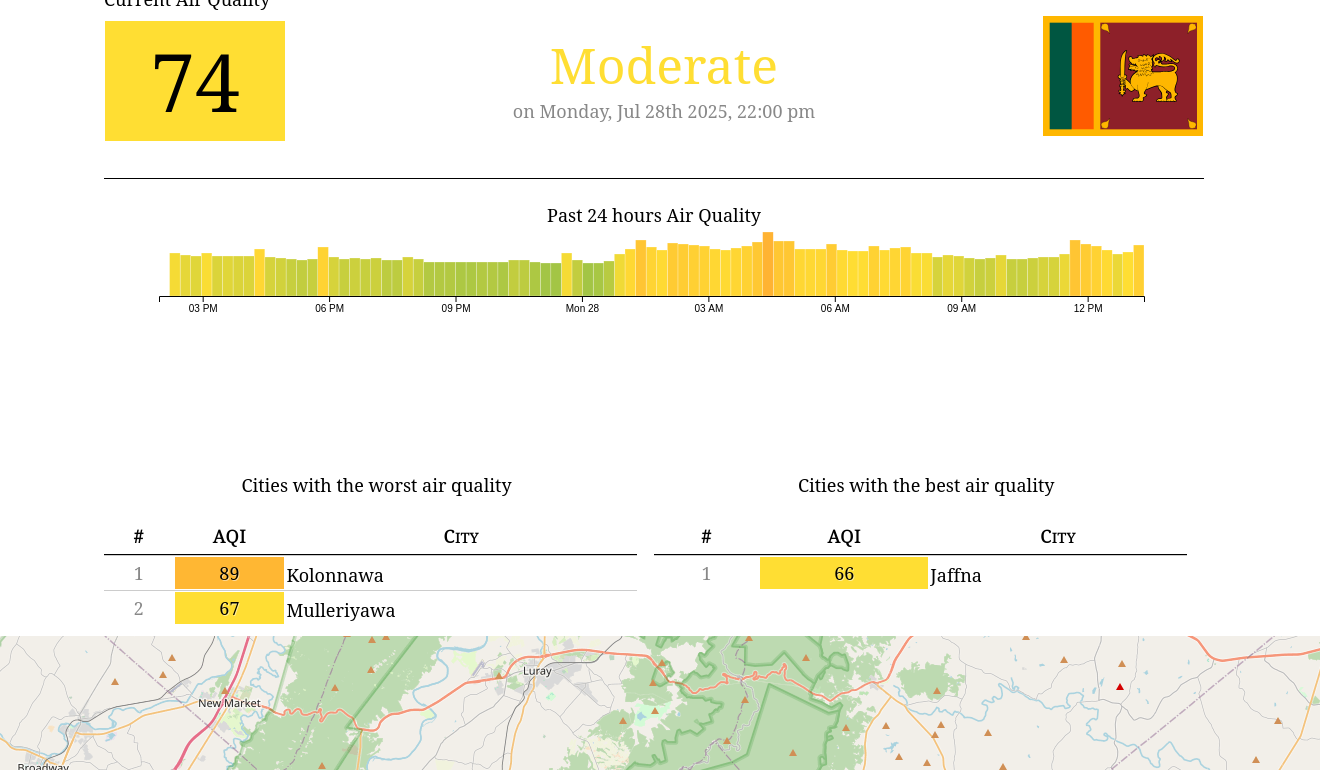 Current Air Quality
74
Moderate
on Monday, Jul 28th 2025, 22:00 pm
Past 24 hours Air Quality
03 PM 06 PM 09 PM Mon 28 03 AM 06 AM 09 AM 12 PM
Cities with the worst air quality
# AQI City
1 89 Kolonnawa
2 67 Mulleriyawa
Cities with the best air quality
# AQI City
1 66 Jaffna
Luray
New Market
Broadway